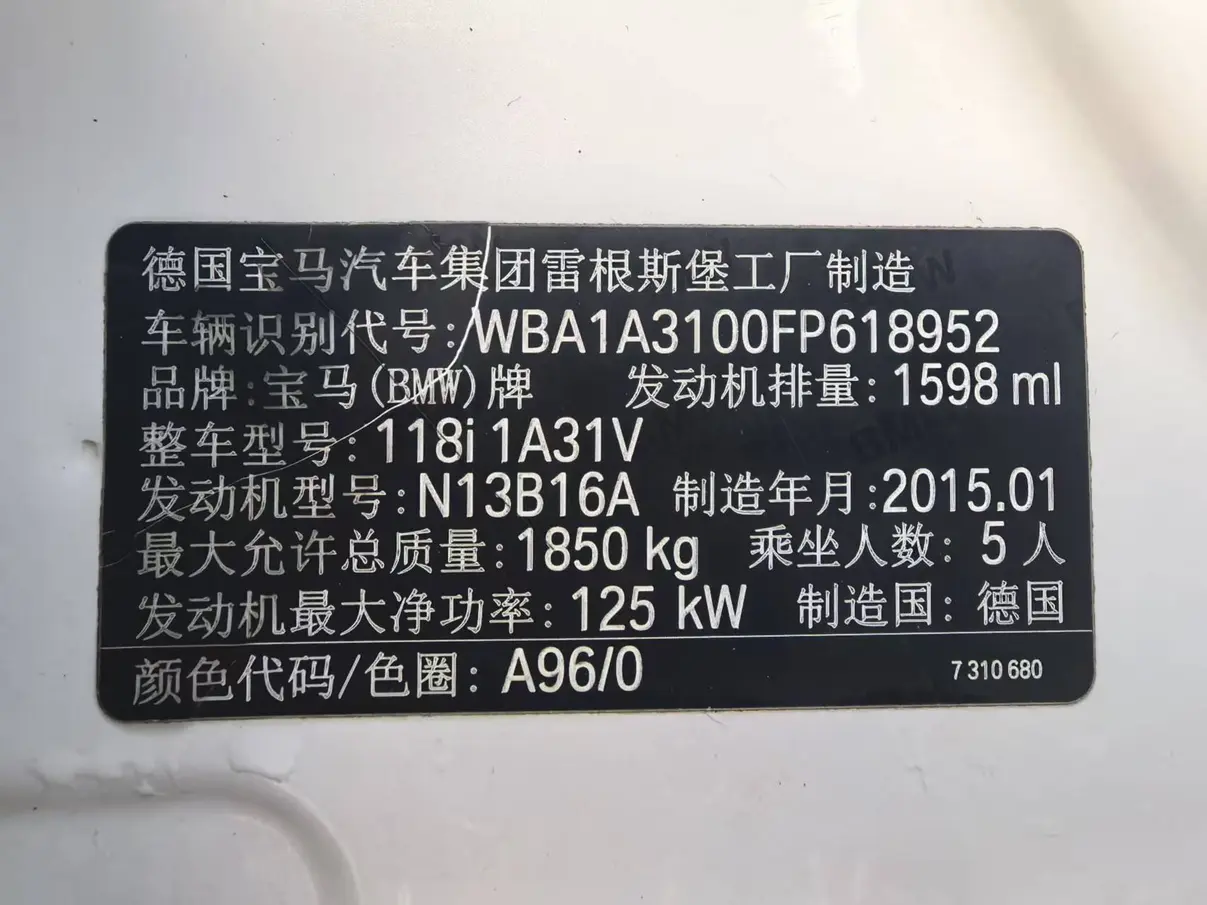 德国宝马汽车集团雷根斯堡工厂制造
车辆识别代号:WBA1A3100FP618952
品牌:宝马(BMW)牌 发动机排量:1598 ml
整车型号:118i 1A31V
发动机型号:N13B16A 制造年月:2015.01
最大允许总质量:1850 kg 乘坐人数: 5 人
发动机最大净功率: 125 kW 制造国: 德国
颜色代码/色圈: A96/0 7 310 680